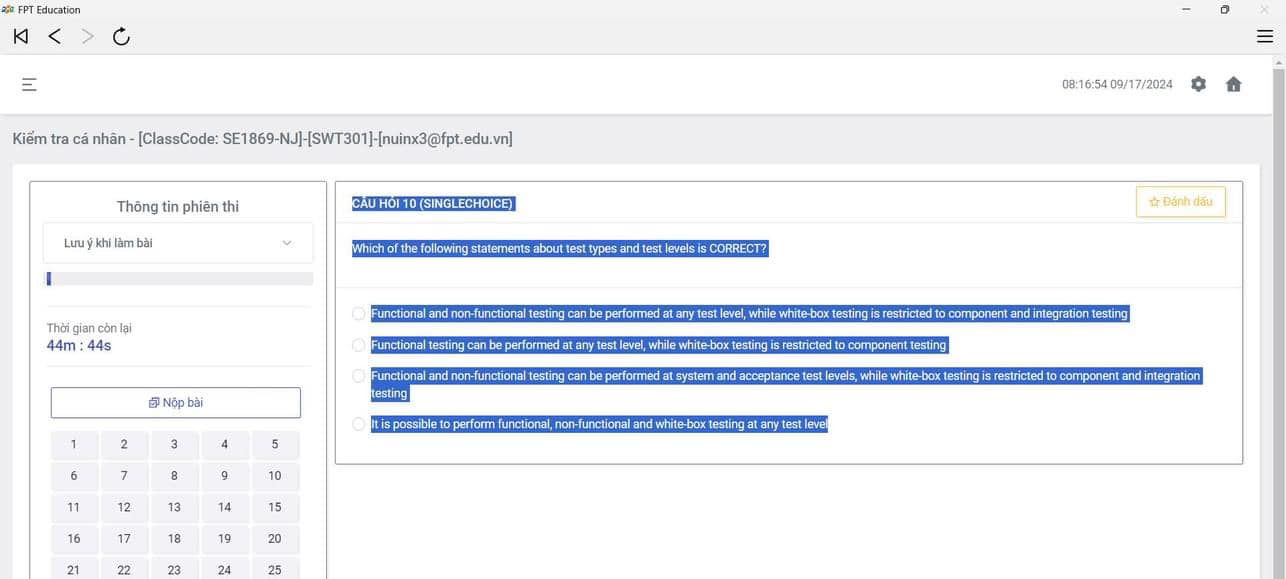 FPT Education
08:16:54 09/17/2024
Kiểm tra cá nhân - [ClassCode: SE1869-NJ]-[SWT301]-[nuinx3@fpt.edu.vn]
Thông tin phiên thi
Lưu ý khi làm bài
Thời gian còn lại
44m : 44s
Nộp bài
1 2 3 4 5
6 7 8 9 10
11 12 13 14 15
16 17 18 19 20
21 22 23 24 25
CÂU HỎI 10 (SINGLECHOICE)
Đánh dấu
Which of the following statements about test types and test levels is CORRECT?
Functional and non-functional testing can be performed at any test level, while white-box testing is restricted to component and integration testing
Functional testing can be performed at any test level, while white-box testing is restricted to component testing
Functional and non-functional testing can be performed at system and acceptance test levels, while white-box testing is restricted to component and integration
testing
It is possible to perform functional, non-functional and white-box testing at any test level